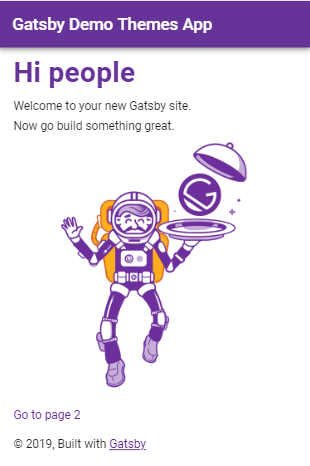 Gatsby Demo Themes App
Hi people
Welcome to your new Gatsby site.
Now go build something great.
Go to page 2
© 2019, Built with Gatsby